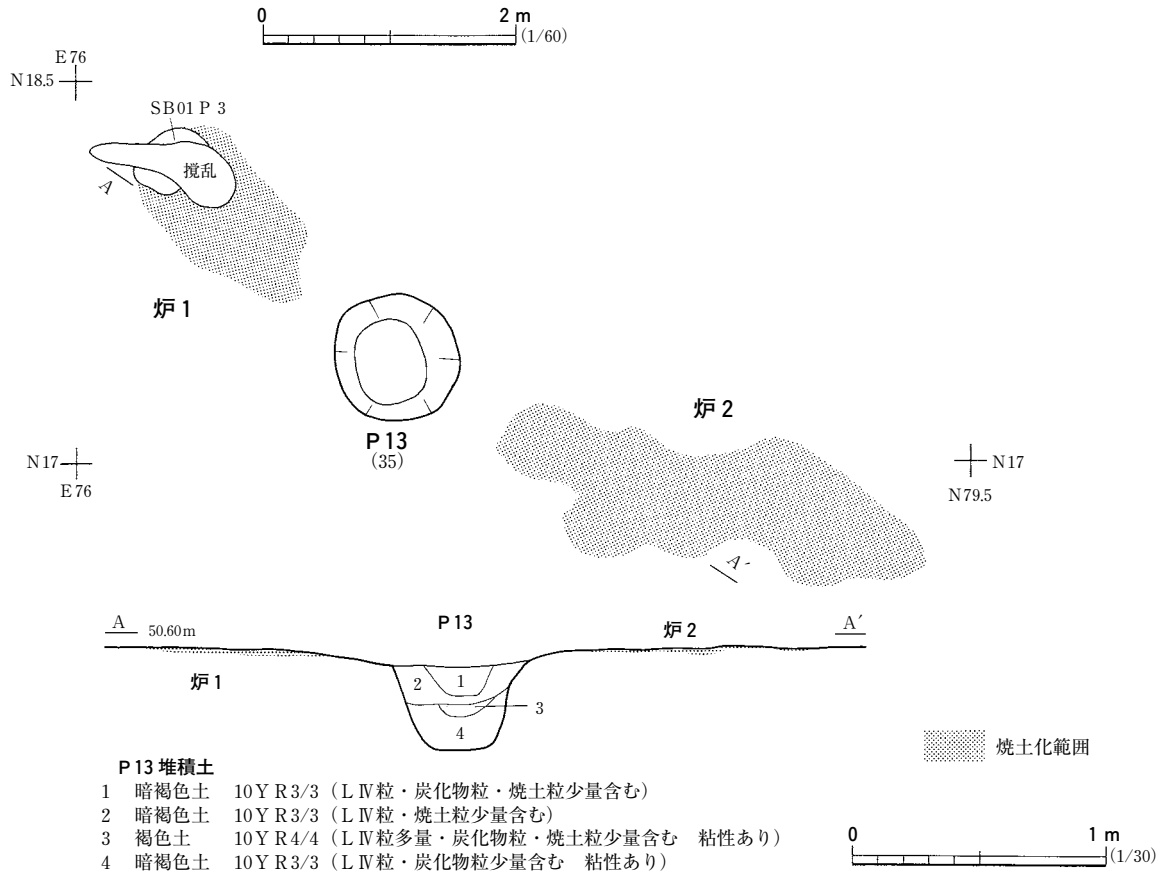 0 2 m
(1/60)
E76
N18.5
SB01 P 3
撹乱
A
炉 1
P 13
(35)
炉 2
N17
E76
N17
N79.5
A´
A 50.60m
P 13
炉 2
A´
炉 1
2 1
3
4
焼土化範囲
P 13 堆積土
1 暗褐色土 10YR3/3(LⅣ粒・炭化物粒・焼土粒少量含む)
2 暗褐色土 10YR3/3(LⅣ粒・焼土粒少量含む)
3 褐色土 10YR4/4(LⅣ粒多量・炭化物粒・焼土粒少量含む 粘性あり)
4 暗褐色土 10YR3/3(LⅣ粒・炭化物粒少量含む 粘性あり)
0 1 m
(1/30)